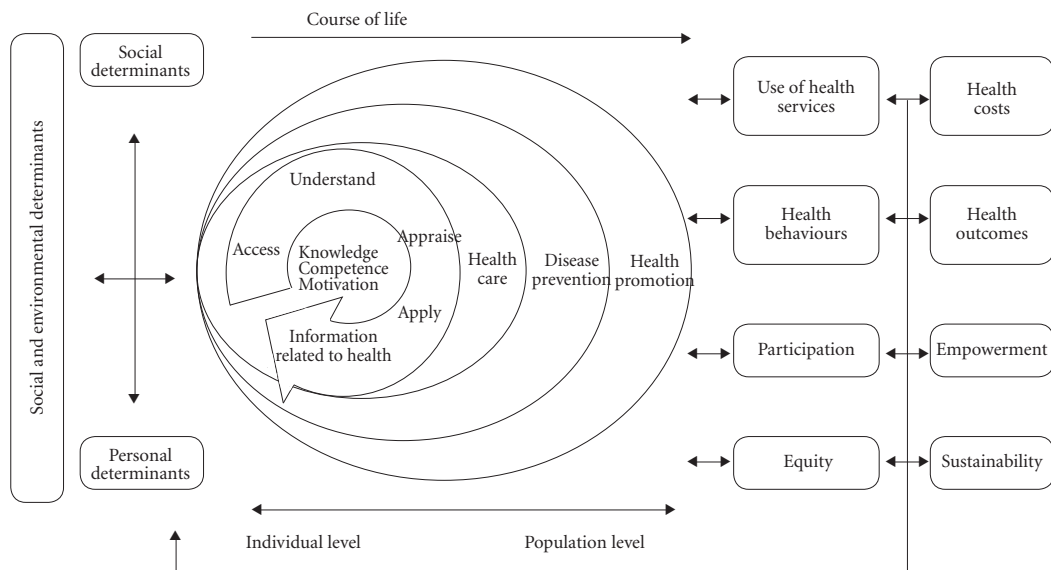 Course of life
Social and environmental determinants
Social
determinants
Personal
determinants
Understand
Access
Appraise
Knowledge
Competence
Motivation
Apply
Information
related to health
Health
care
Disease
prevention
Health
promotion
Use of health
services
Health
costs
Health
behaviours
Health
outcomes
Participation
Empowerment
Equity
Sustainability
Individual level
Population level